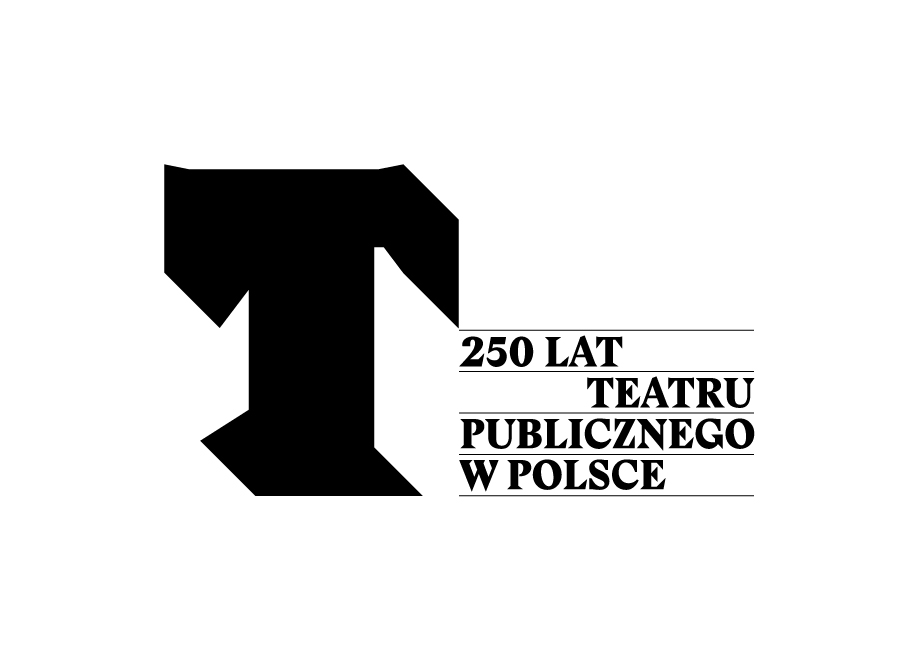 T
250 LAT
TEATRU
PUBLICZNEGO
W POLSCE